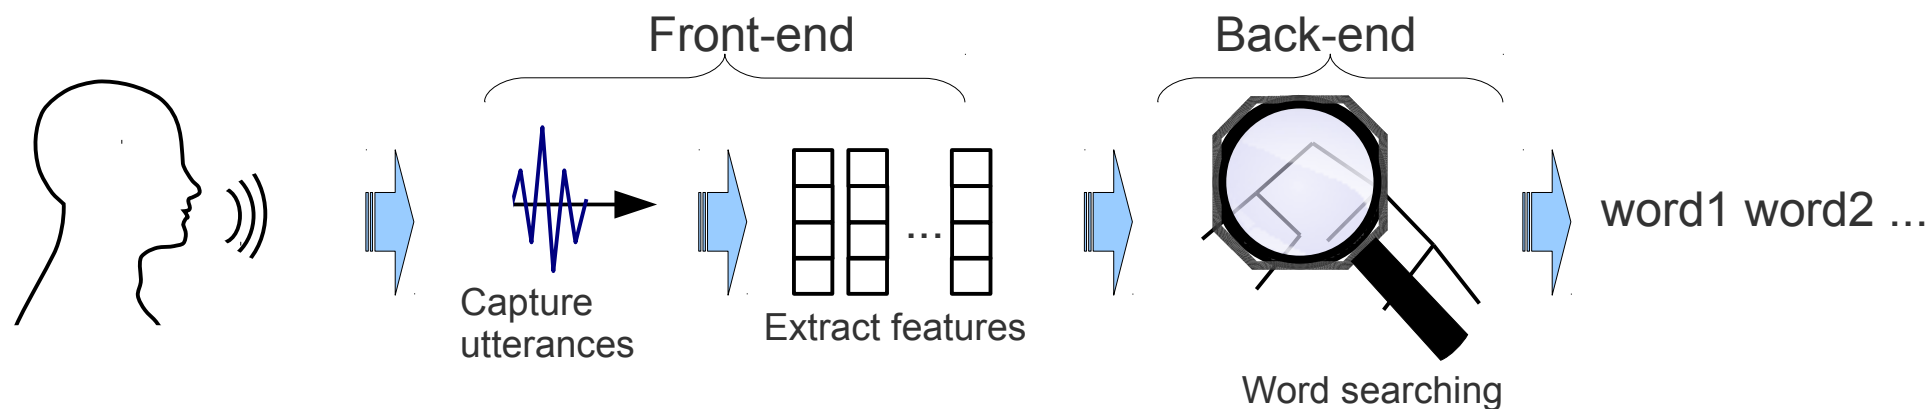 Front-end
Back-end
...
word1 word2 ...
Capture
utterances
Extract features
Word searching